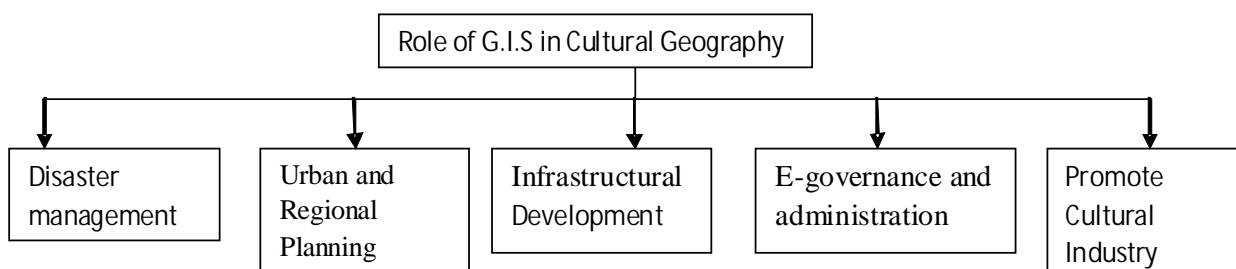 Role of G.I.S in Cultural Geography
Disaster
management
Urban and
Regional
Planning
Infrastructural
Development
E-governance and
administration
Promote
Cultural
Industry